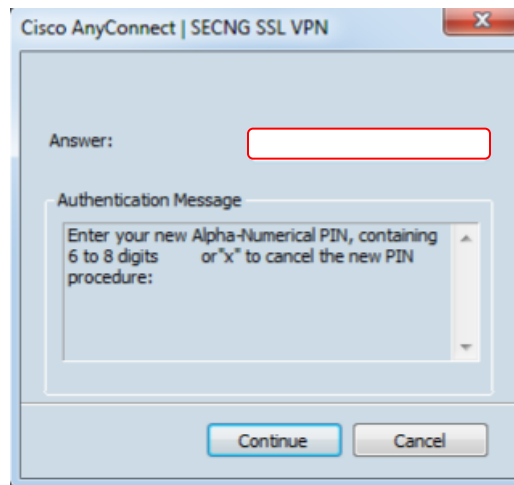 Cisco AnyConnect | SECNG SSL VPN
Answer:
Authentication Message
Enter your new Alpha-Numerical PIN, containing
6 to 8 digits or"x" to cancel the new PIN
procedure:
Continue Cancel